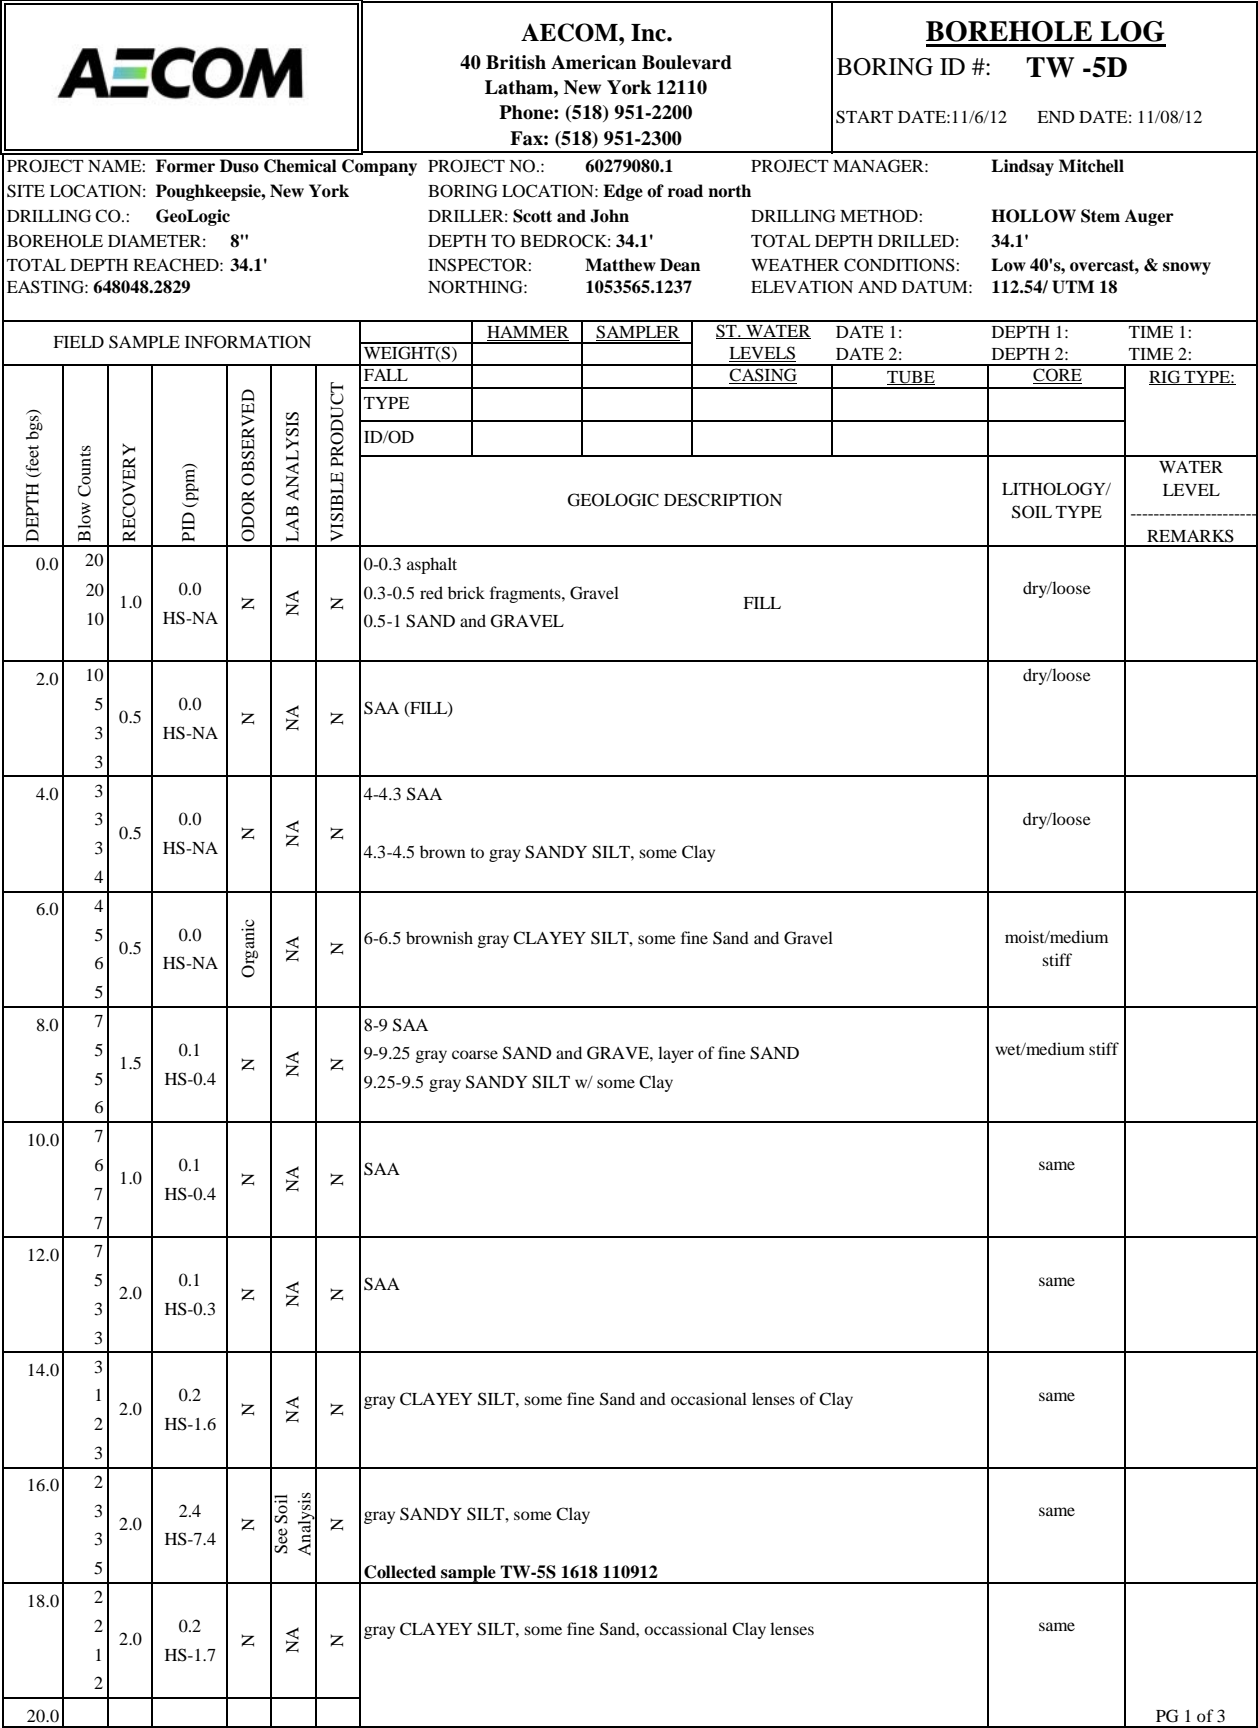 AECOM
AECOM, Inc.
40 British American Boulevard
Latham, New York 12110
Phone: (518) 951-2200
Fax: (518) 951-2300
BOREHOLE LOG
BORING ID #: TW -5D
START DATE:11/6/12 END DATE: 11/08/12
PROJECT NAME: Former Duso Chemical Company PROJECT NO.: 60279080.1 PROJECT MANAGER: Lindsay Mitchell
SITE LOCATION: Poughkeepsie, New York BORING LOCATION: Edge of road north
DRILLING CO.: GeoLogic DRILLER: Scott and John DRILLING METHOD: HOLLOW Stem Auger
BOREHOLE DIAMETER: 8" DEPTH TO BEDROCK: 34.1' TOTAL DEPTH DRILLED: 34.1'
TOTAL DEPTH REACHED: 34.1' INSPECTOR: Matthew Dean WEATHER CONDITIONS: Low 40's, overcast, & snowy
EASTING: 648048.2829 NORTHING: 1053565.1237 ELEVATION AND DATUM: 112.54/ UTM 18
FIELD SAMPLE INFORMATION
HAMMER SAMPLER ST. WATER DATE 1: DEPTH 1: TIME 1:
WEIGHT(S) LEVELS DATE 2: DEPTH 2: TIME 2:
FALL CASING TUBE CORE RIG TYPE:
TYPE
ID/OD
DEPTH (feet bgs)
Blow Counts
RECOVERY
PID (ppm)
ODOR OBSERVED
LAB ANALYSIS
VISIBLE PRODUCT
GEOLOGIC DESCRIPTION
LITHOLOGY/
SOIL TYPE
WATER
LEVEL
-----------------------
REMARKS
0.0
20
20
10
1.0
0.0
HS-NA
N
NA
N
0-0.3 asphalt
0.3-0.5 red brick fragments, Gravel
0.5-1 SAND and GRAVEL
FILL
dry/loose
2.0
10
5
3
3
0.5
0.0
HS-NA
N
NA
N
SAA (FILL)
dry/loose
4.0
3
3
3
4
0.5
0.0
HS-NA
N
NA
N
4-4.3 SAA
4.3-4.5 brown to gray SANDY SILT, some Clay
dry/loose
6.0
4
5
6
5
0.5
0.0
HS-NA
Organic
NA
N
6-6.5 brownish gray CLAYEY SILT, some fine Sand and Gravel
moist/medium
stiff
8.0
7
5
5
6
1.5
0.1
HS-0.4
N
NA
N
8-9 SAA
9-9.25 gray coarse SAND and GRAVE, layer of fine SAND
9.25-9.5 gray SANDY SILT w/ some Clay
wet/medium stiff
10.0
7
6
7
7
1.0
0.1
HS-0.4
N
NA
N
SAA
same
12.0
7
5
3
3
2.0
0.1
HS-0.3
N
NA
N
SAA
same
14.0
3
1
2
3
2.0
0.2
HS-1.6
N
NA
N
gray CLAYEY SILT, some fine Sand and occasional lenses of Clay
same
16.0
2
3
3
5
2.0
2.4
HS-7.4
N
See Soil
Analysis
N
gray SANDY SILT, some Clay
Collected sample TW-5S 1618 110912
same
18.0
2
2
1
2
2.0
0.2
HS-1.7
N
NA
N
gray CLAYEY SILT, some fine Sand, occassional Clay lenses
same
20.0
PG 1 of 3